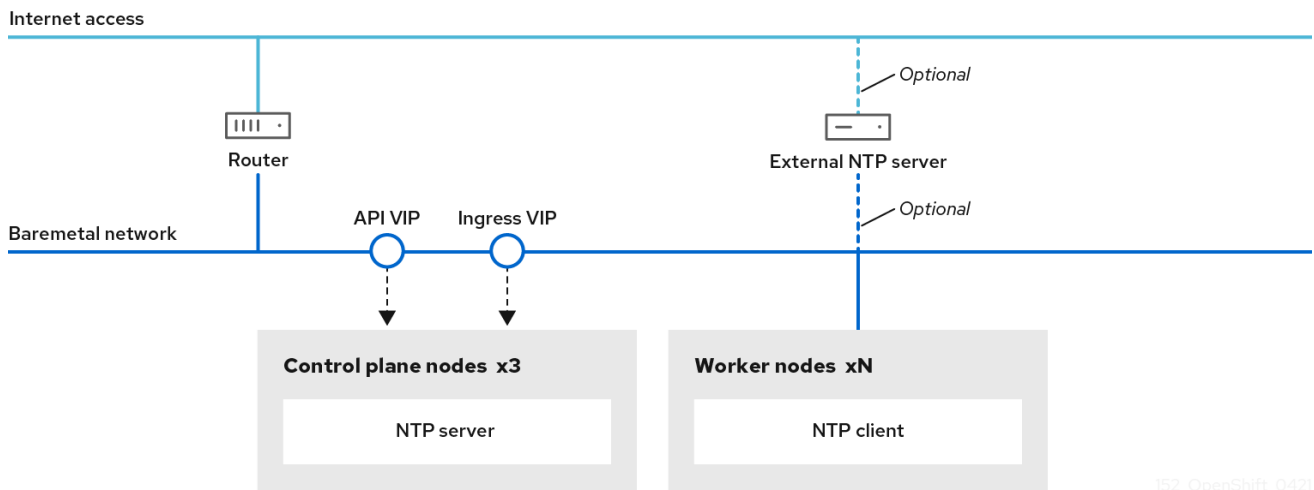 Internet access
Optional
Router
External NTP server
Optional
API VIP
Ingress VIP
Baremetal network
Control plane nodes x3
Worker nodes xN
NTP server
NTP client
152_OpenShift_0421